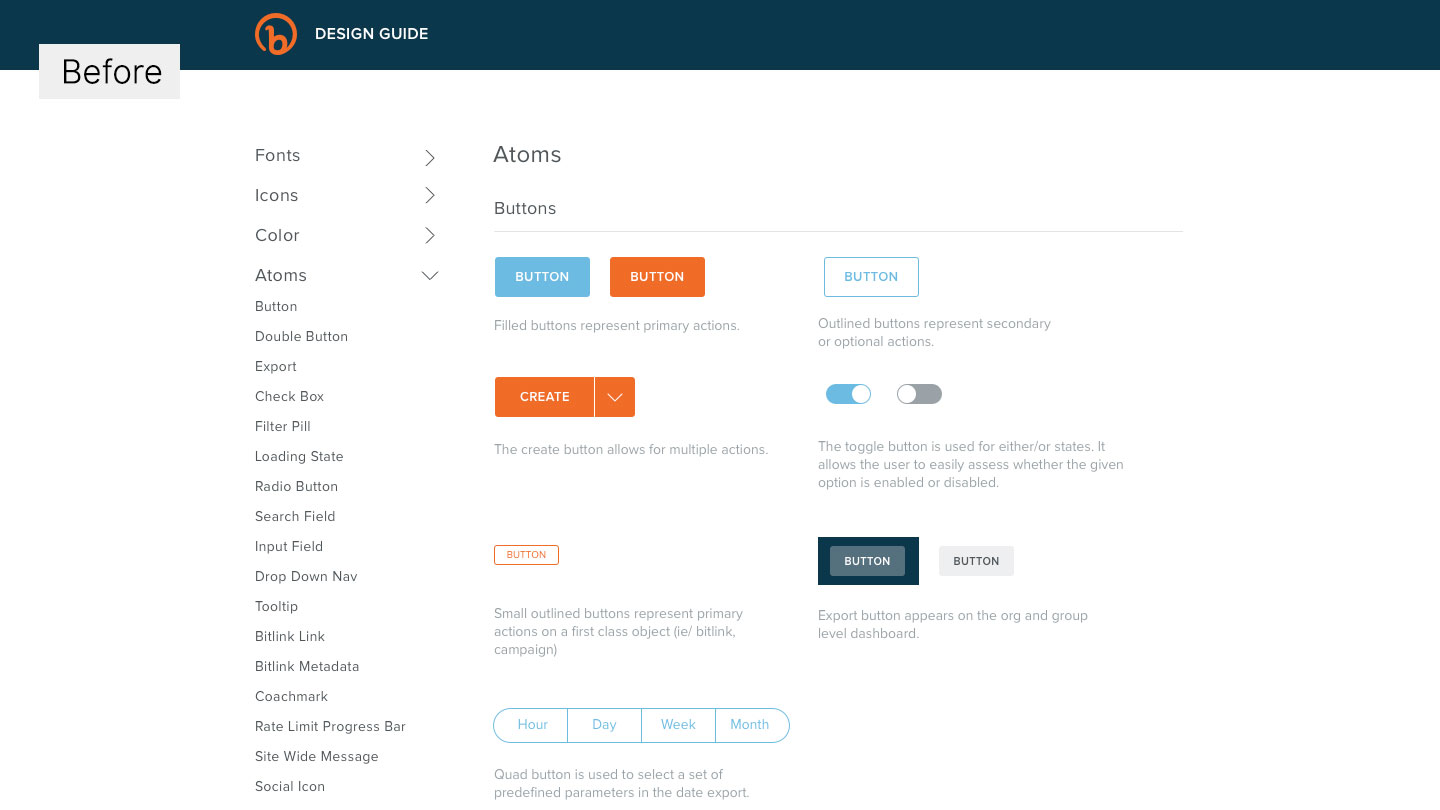 DESIGN GUIDE
Before
Fonts
Icons
Color
Atoms
Button
Double Button
Export
Check Box
Filter Pill
Loading State
Radio Button
Search Field
Input Field
Drop Down Nav
Tooltip
Bitlink Link
Bitlink Metadata
Coachmark
Rate Limit Progress Bar
Site Wide Message
Social Icon
Atoms
Buttons
BUTTON
BUTTON
Filled buttons represent primary actions.
BUTTON
Outlined buttons represent secondary
or optional actions.
CREATE
The create button allows for multiple actions.
The toggle button is used for either/or states. It
allows the user to easily assess whether the given
option is enabled or disabled.
BUTTON
Small outlined buttons represent primary
actions on a first class object (ie/ bitlink,
campaign)
BUTTON
BUTTON
Export button appears on the org and group
level dashboard.
Hour
Day
Week
Month
Quad button is used to select a set of
predefined parameters in the date export.